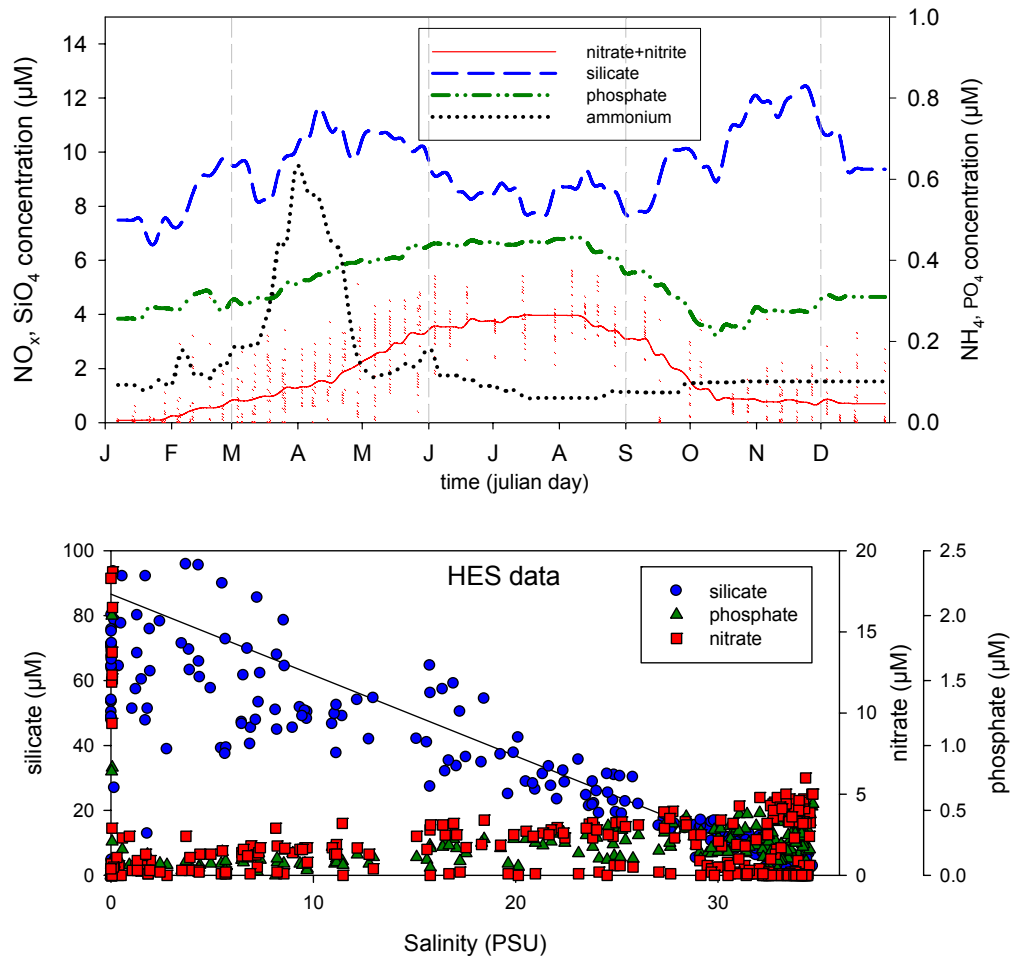 14
12
10
8
6
4
2
0
NOx, SiO4 concentration (µM)
nitrate+nitrite
silicate
phosphate
ammonium
1.0
0.8
0.6
0.4
0.2
0.0
NH4, PO4 concentration (µM)
J F M A M J J A S O N D
time (julian day)
HES data
100
80
60
40
20
0
silicate (µM)
silicate
phosphate
nitrate
20
15
10
5
0
nitrate (µM)
2.5
2.0
1.5
1.0
0.5
0.0
phosphate (µM)
0 10 20 30
Salinity (PSU)